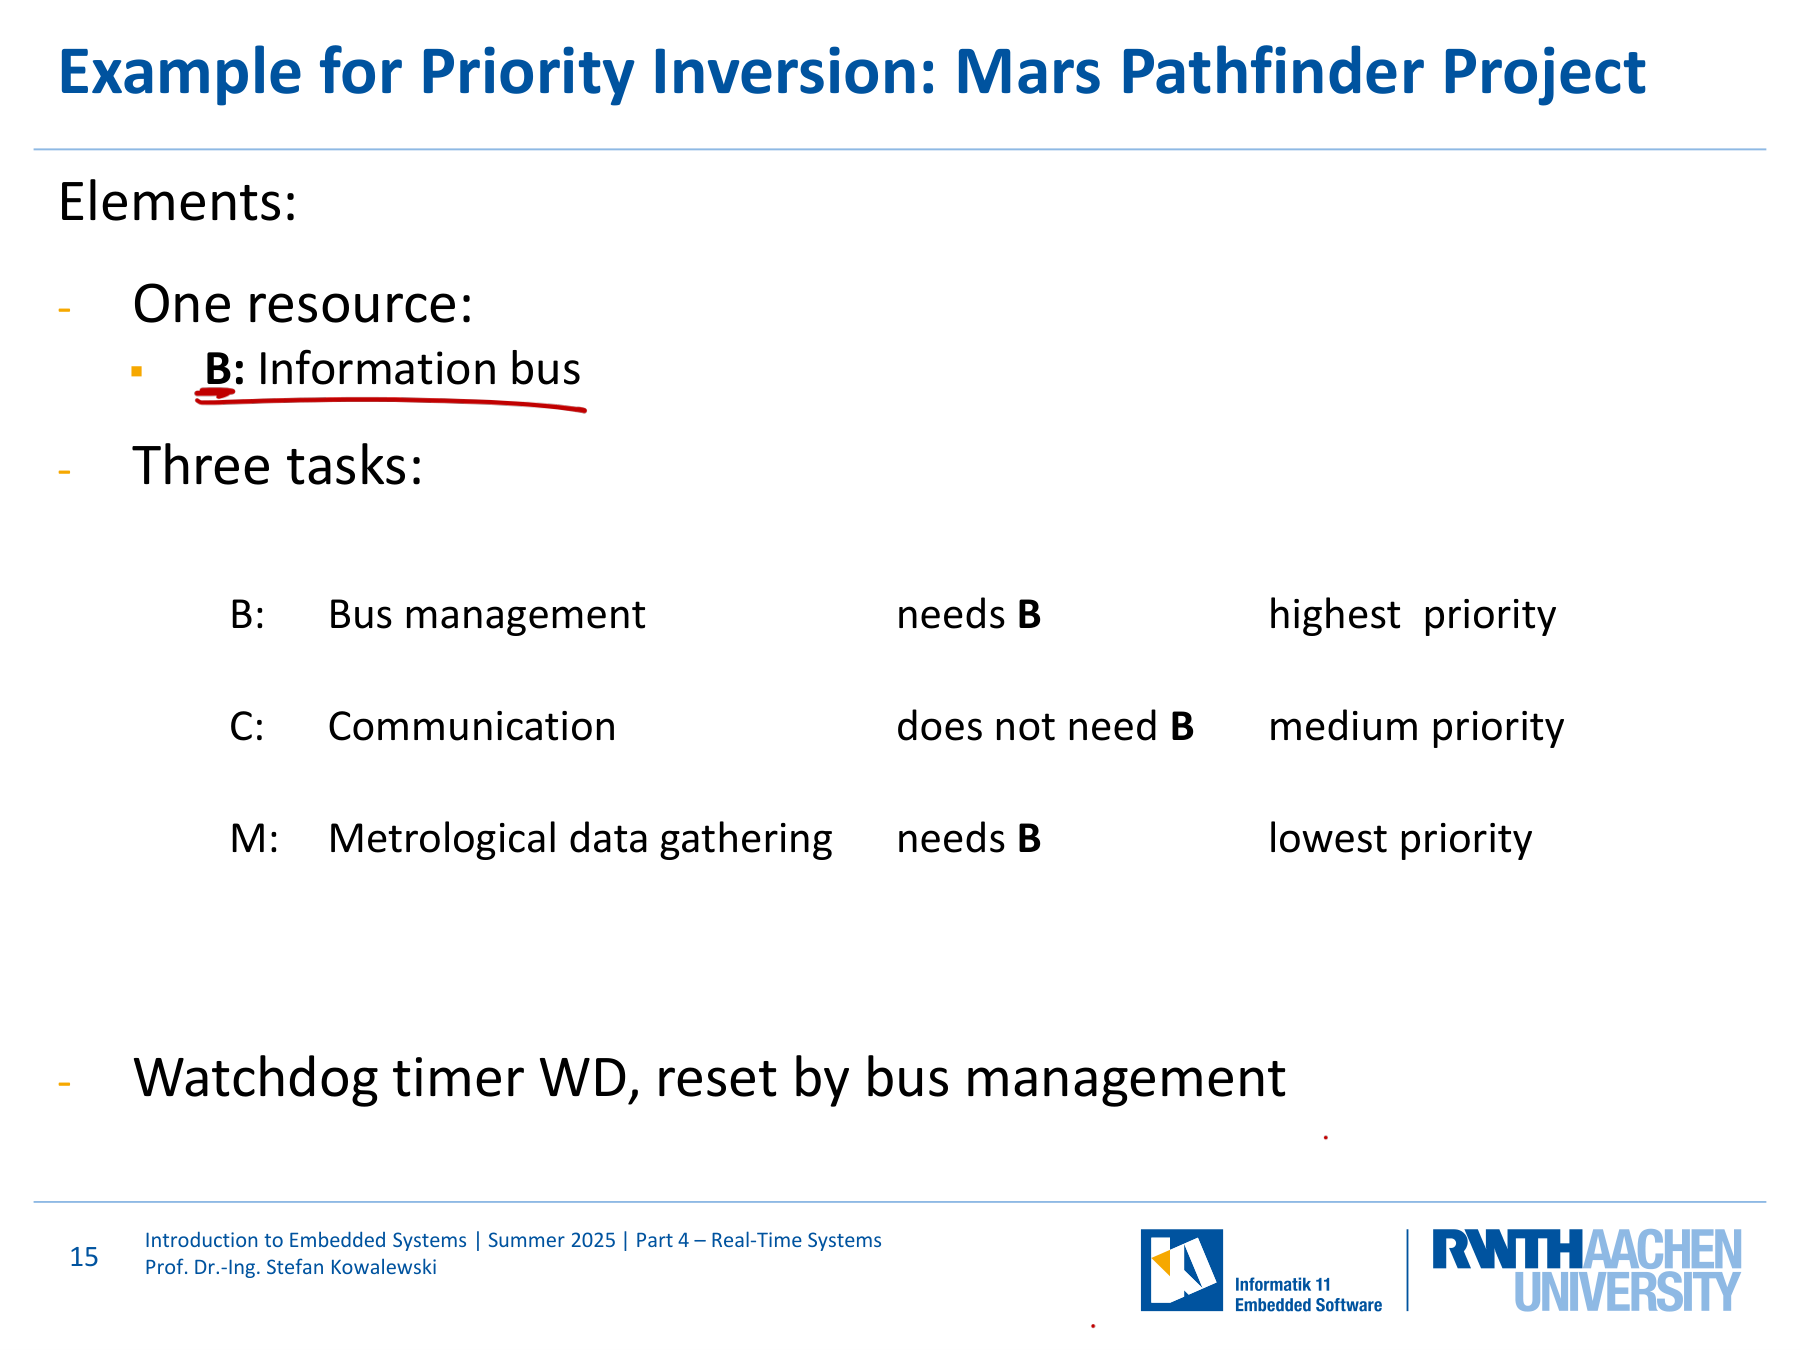 Example for Priority Inversion: Mars Pathfinder Project
Elements:
- One resource:
▪ B: Information bus
- Three tasks:
B: Bus management needs B highest priority
C: Communication does not need B medium priority
M: Metrological data gathering needs B lowest priority
- Watchdog timer WD, reset by bus management
15
Introduction to Embedded Systems | Summer 2025 | Part 4 – Real-Time Systems
Prof. Dr.-Ing. Stefan Kowalewski
Informatik 11
Embedded Software
RWTHAACHEN
UNIVERSITY